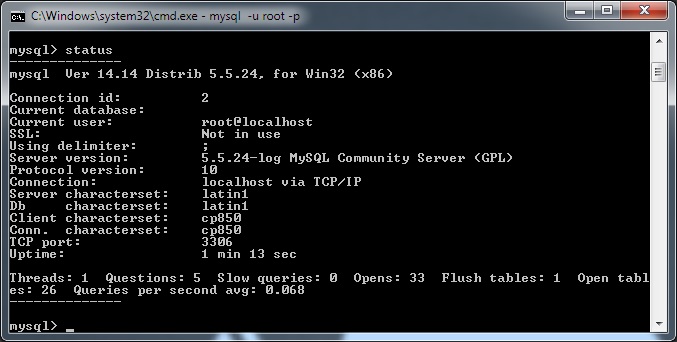 C:\Windows\system32\cmd.exe - mysql -u root -p
mysql> status
--------------
mysql  Ver 14.14 Distrib 5.5.24, for Win32 (x86)

Connection id:          2
Current database:
Current user:           root@localhost
SSL:                    Not in use
Using delimiter:        ;
Server version:         5.5.24-log MySQL Community Server (GPL)
Protocol version:       10
Connection:             localhost via TCP/IP
Server characterset:    latin1
Db     characterset:    latin1
Client characterset:    cp850
Conn.  characterset:    cp850
TCP port:               3306
Uptime:                 1 min 13 sec

Threads: 1  Questions: 5  Slow queries: 0  Opens: 33  Flush tables: 1  Open tabl
es: 26  Queries per second avg: 0.068
--------------

mysql> _